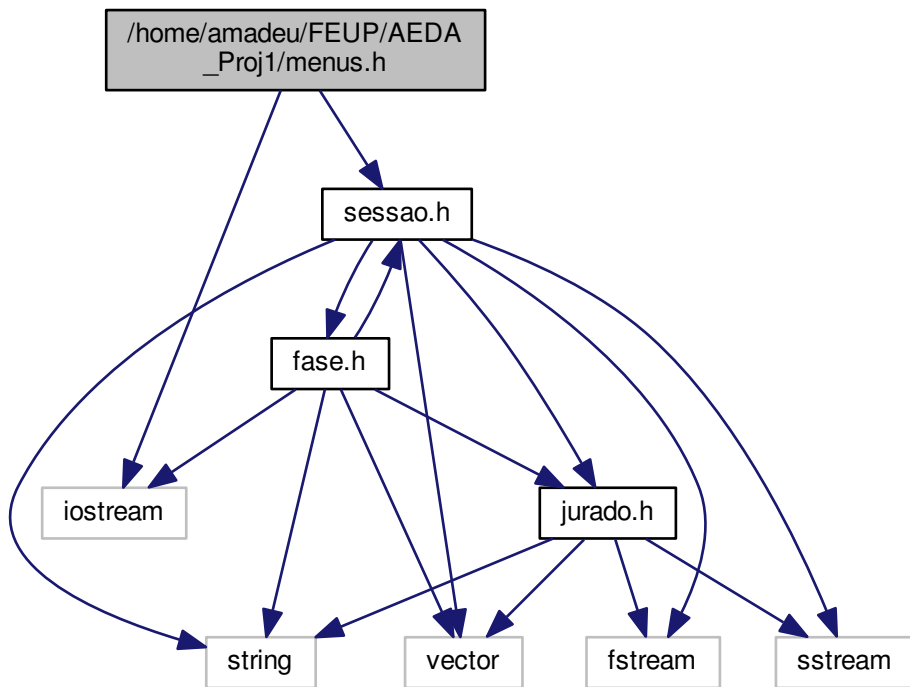 /home/amadeu/FEUP/AEDA
_Proj1/menus.h
sessao.h
fase.h
iostream
jurado.h
string
vector
fstream
sstream